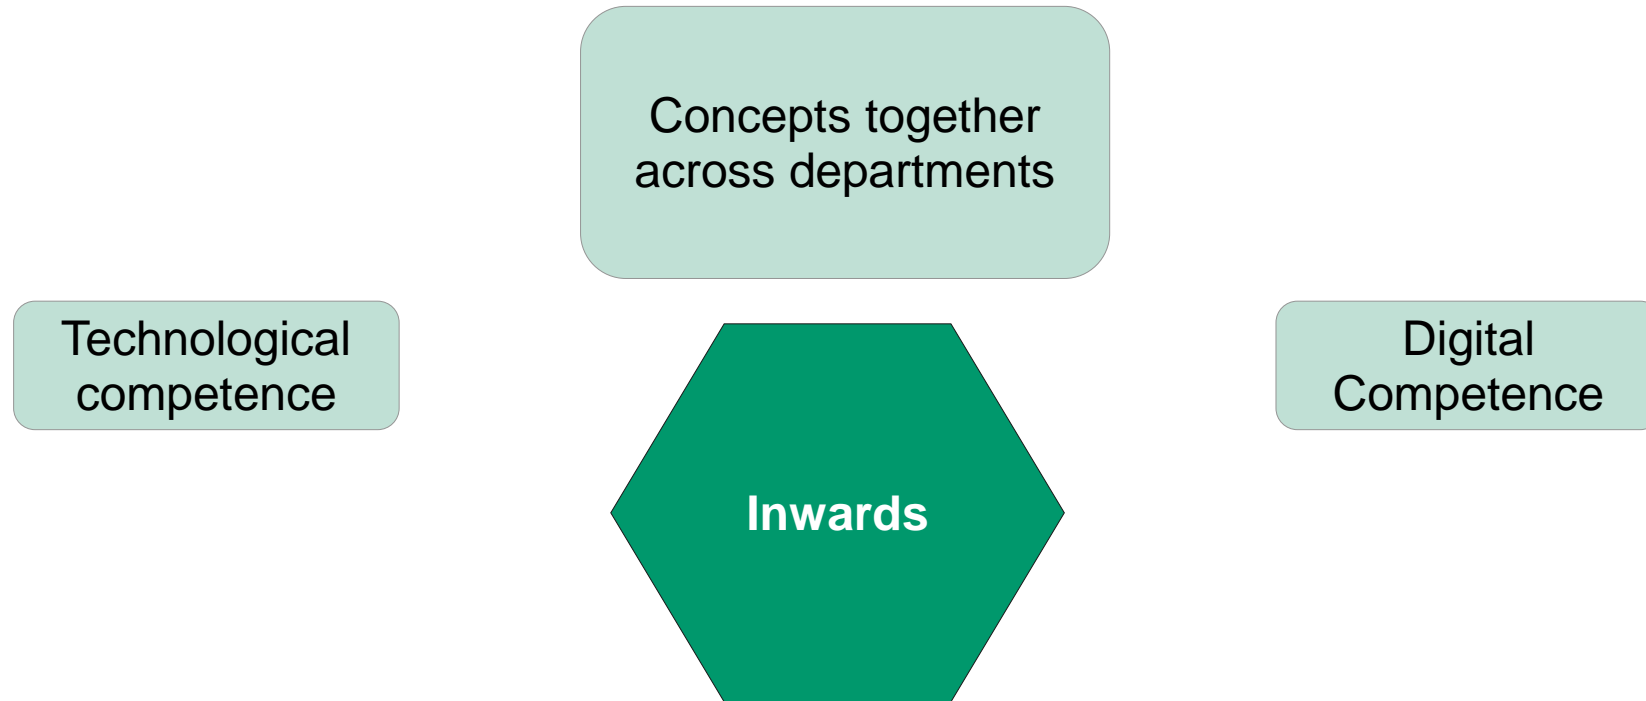 Concepts together
across departments
Technological
competence
Digital
Competence
Inwards